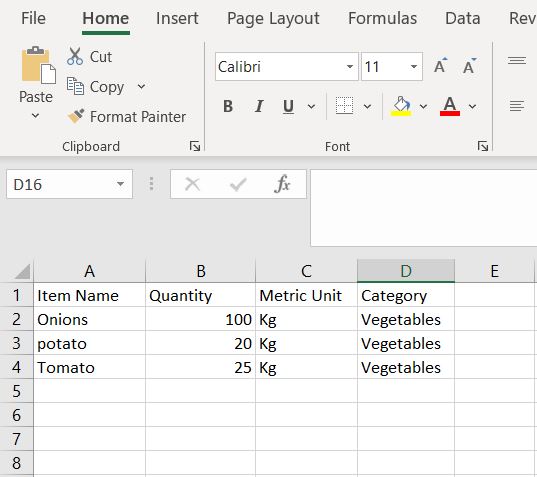 File Home Insert Page Layout Formulas Data Rev
Cut
Copy
Paste
Format Painter
Calibri 11 A A
B I U A
Clipboard Font
D16 fx
A B C D E
1 Item Name Quantity Metric Unit Category
2 Onions 100 Kg Vegetables
3 potato 20 Kg Vegetables
4 Tomato 25 Kg Vegetables
5
6
7
8